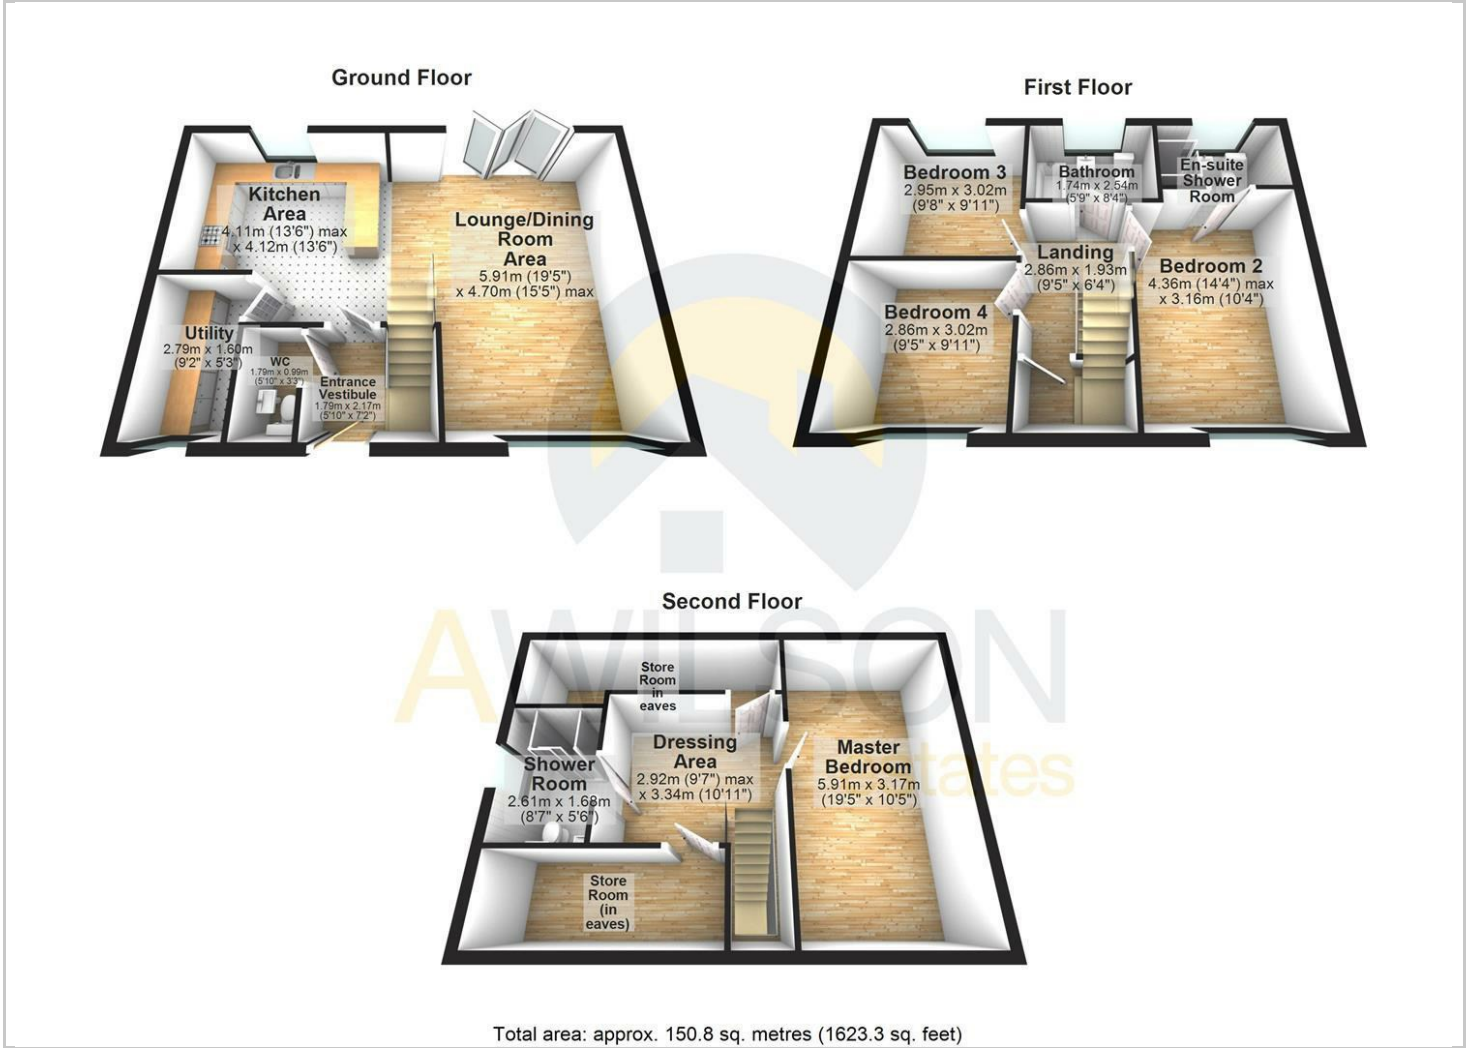 Ground Floor
Kitchen
Area
4.11m (13'6") max
x 4.12m (13'6")
Lounge/Dining
Room
Area
5.91m (19'5")
x 4.70m (15'5") max
Utility
2.79m x 1.60m
(9'2" x 5'3")
WC
1.79m x 0.99m
(5'10" x 3'3")
Entrance
Vestibule
1.79m x 2.17m
(5'10" x 7'2")
First Floor
Bedroom 3
2.95m x 3.02m
(9'8" x 9'11")
Bathroom
1.74m x 2.54m
(5'9" x 8'4")
En-suite
Shower
Room
Landing
2.86m x 1.93m
(9'5" x 6'4")
Bedroom 2
4.36m (14'4") max
x 3.16m (10'4")
Bedroom 4
2.86m x 3.02m
(9'5" x 9'11")
Second Floor
Store
Room
in
eaves
Dressing
Area
2.92m (9'7") max
x 3.34m (10'11")
Master
Bedroom
5.91m x 3.17m
(19'5" x 10'5")
Shower
Room
2.61m x 1.68m
(8'7" x 5'6")
Store
Room
(in
eaves)
AWILSON
Total area: approx. 150.8 sq. metres (1623.3 sq. feet)